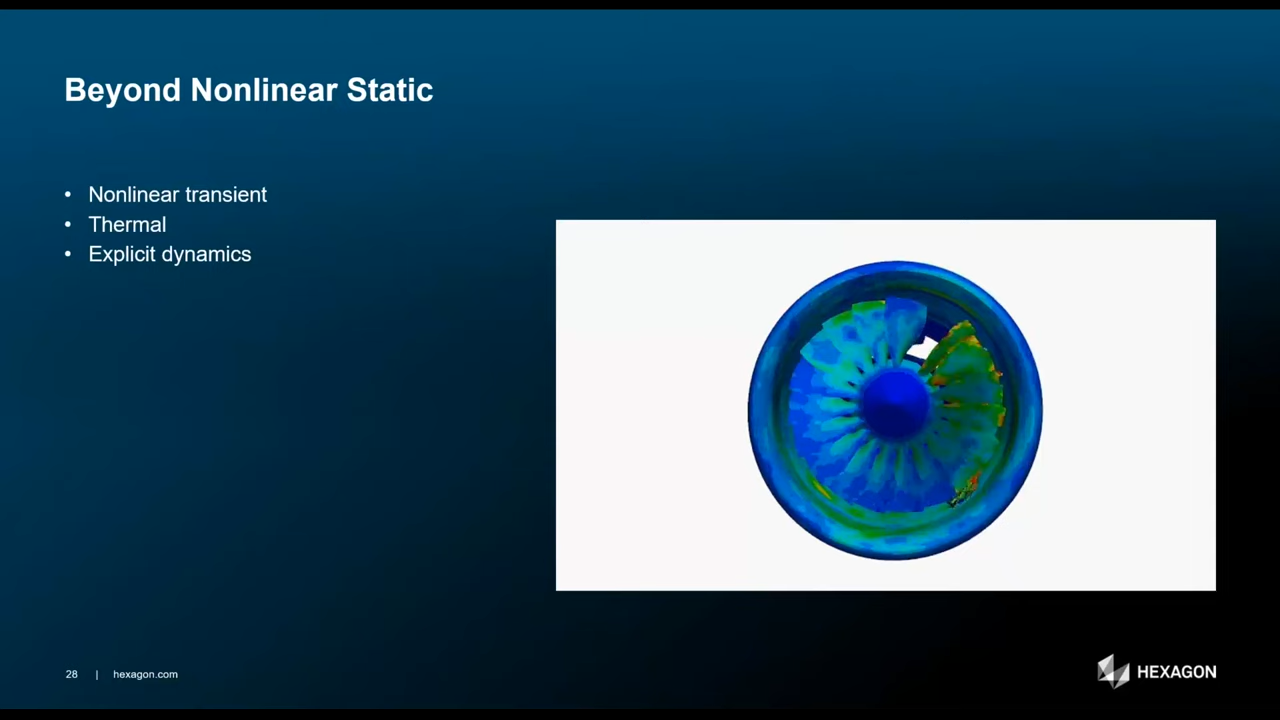 Beyond Nonlinear Static
• Nonlinear transient
• Thermal
• Explicit dynamics
28 | hexagon.com
HEXAGON